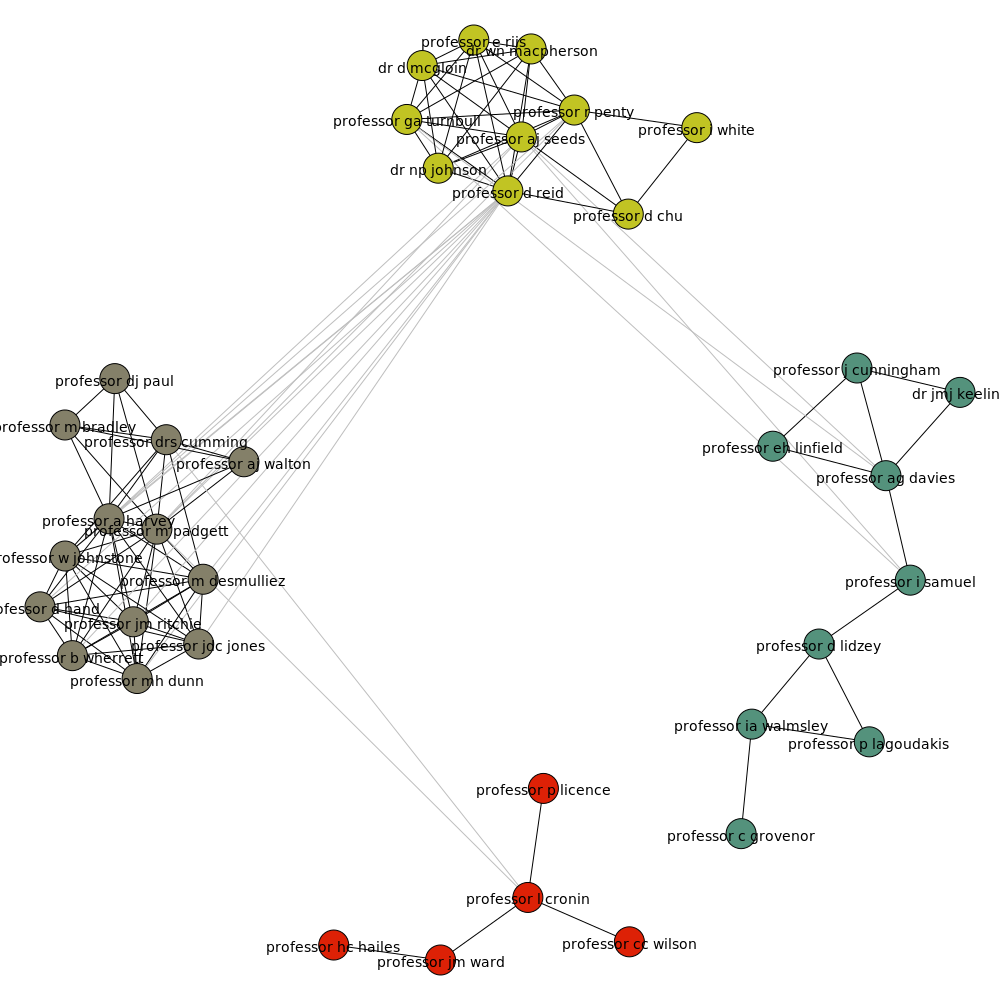 professor e riis
dr wn macpherson
dr d mcgloin
professor r penty
professor ga turnbull
professor i white
professor aj seeds
dr np johnson
professor d reid
professor d chu
professor j cunningham
professor dj paul
dr jmj keelin
professor m bradley
professor drs cumming
professor eh linfield
professor aj walton
professor ag davies
professor a harvey
professor m padgett
professor w johnstone
professor m desmulliez
professor i samuel
ofessor d hand
professor jm ritchie
professor jdc jones
professor d lidzey
professor b wherrett
professor mh dunn
professor ia walmsley
professor p lagoudakis
professor p licence
professor c grovenor
professor l cronin
professor cc wilson
professor hc hailes
professor jm ward